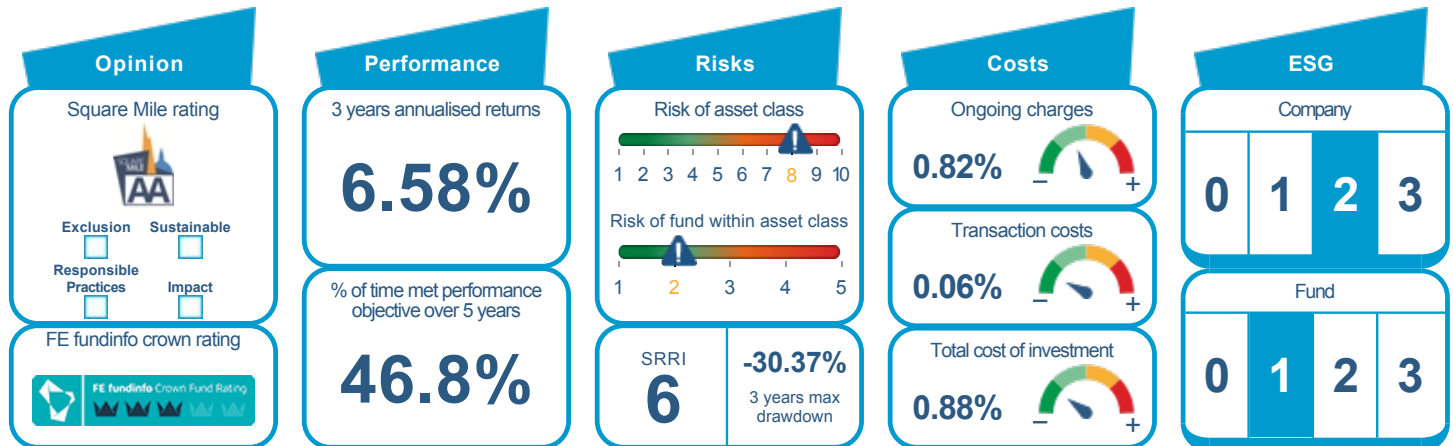 Opinion
Square Mile rating
SQUARE
MILE
AA
Exclusion
Sustainable
Responsible
Practices
Impact
FE fundinfo crown rating
FE fundinfo Crown Fund Rating
Performance
3 years annualised returns
6.58%
% of time met performance
objective over 5 years
46.8%
Risks
Risk of asset class
1 2 3 4 5 6 7 8 9 10
Risk of fund within asset class
1 2 3 4 5
SRRI
6
-30.37%
3 years max
drawdown
Costs
Ongoing charges
0.82%
− +
Transaction costs
0.06%
− +
Total cost of investment
0.88%
− +
ESG
Company
0 1 2 3
Fund
0 1 2 3